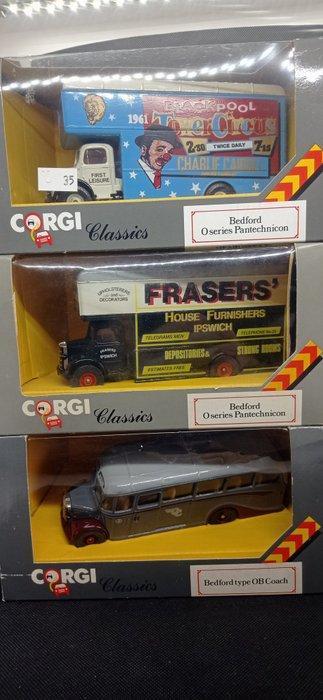 BLACKPOOL
1961
TOWER CIRCUS
2-30 TWICE DAILY 7-15
CHARLIE CAIROLI
FIRST
LEISURE
35
CORGI Classics
Bedford
O series Pantechnicon
UPHOLSTERERS
and
DECORATORS
FRASERS'
HOUSE FURNISHERS
IPSWICH
TELEGRAMS
DEPOSITORIES &
STRONG ROOMS
ESTIMATES FREE
FRASERS
IPSWICH
CORGI Classics
Bedford
O series Pantechnicon
CORGI Classics
Bedford type OB Coach